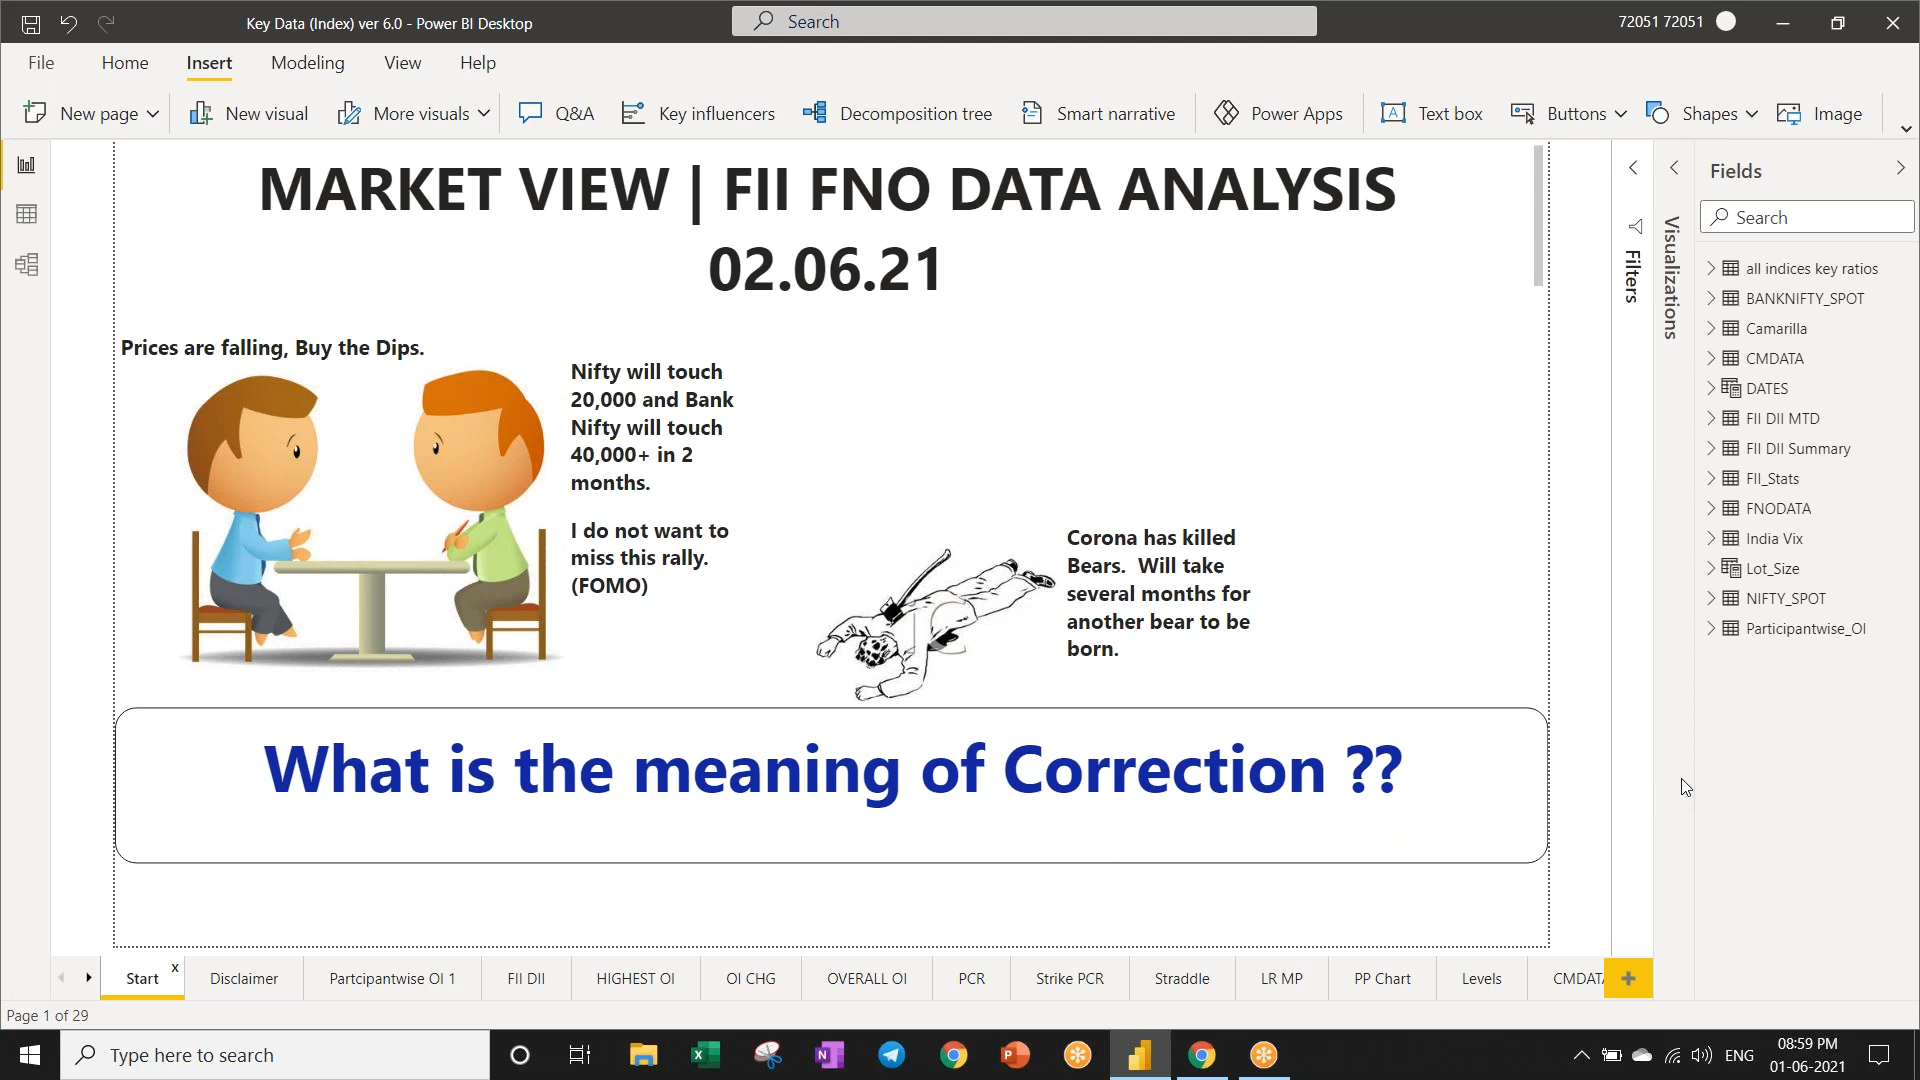 Key Data (Index) ver 6.0 - Power BI Desktop
Search
72051 72051
File Home Insert Modeling View Help
New page New visual More visuals Q&A Key influencers Decomposition tree Smart narrative Power Apps Text box Buttons Shapes Image
MARKET VIEW | FII FNO DATA ANALYSIS
02.06.21
Prices are falling, Buy the Dips.
Nifty will touch
20,000 and Bank
Nifty will touch
40,000+ in 2
months.
I do not want to
miss this rally.
(FOMO)
Corona has killed
Bears. Will take
several months for
another bear to be
born.
What is the meaning of Correction ??
Filters
Visualizations
Fields
Search
all indices key ratios
BANKNIFTY_SPOT
Camarilla
CMDATA
DATES
FII DII MTD
FII DII Summary
FII_Stats
FNODATA
India Vix
Lot_Size
NIFTY_SPOT
Participantwise_OI
Start x Disclaimer Partcipantwise OI 1 FII DII HIGHEST OI OI CHG OVERALL OI PCR Strike PCR Straddle LR MP PP Chart Levels CMDATA
Page 1 of 29
Type here to search
ENG
08:59 PM
01-06-2021